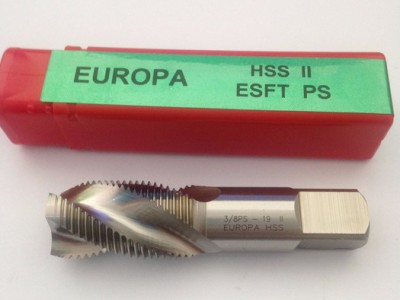 EUROPA
HSS II
ESFT PS
3/8PS - 19 II
EUROPA HSS